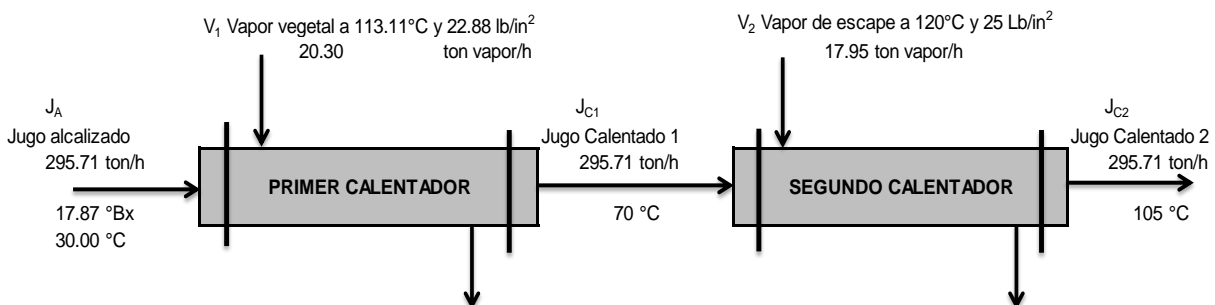 V1 Vapor vegetal a 113.11°C y 22.88 lb/in²
20.30 ton vapor/h
V2 Vapor de escape a 120°C y 25 Lb/in²
17.95 ton vapor/h
JA
Jugo alcalizado
295.71 ton/h
PRIMER CALENTADOR
17.87 °Bx
30.00 °C
JC1
Jugo Calentado 1
295.71 ton/h
70 °C
SEGUNDO CALENTADOR
JC2
Jugo Calentado 2
295.71 ton/h
105 °C